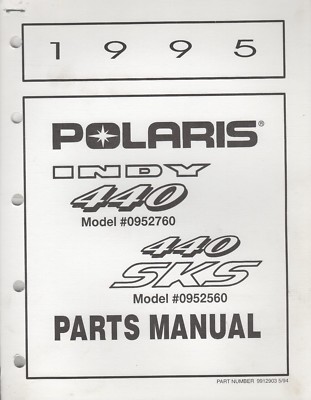 1 9 9 5
POLARIS®
INDY
440
Model #0952760
440
SKS
Model #0952560
PARTS MANUAL
PART NUMBER 9912903 5/94